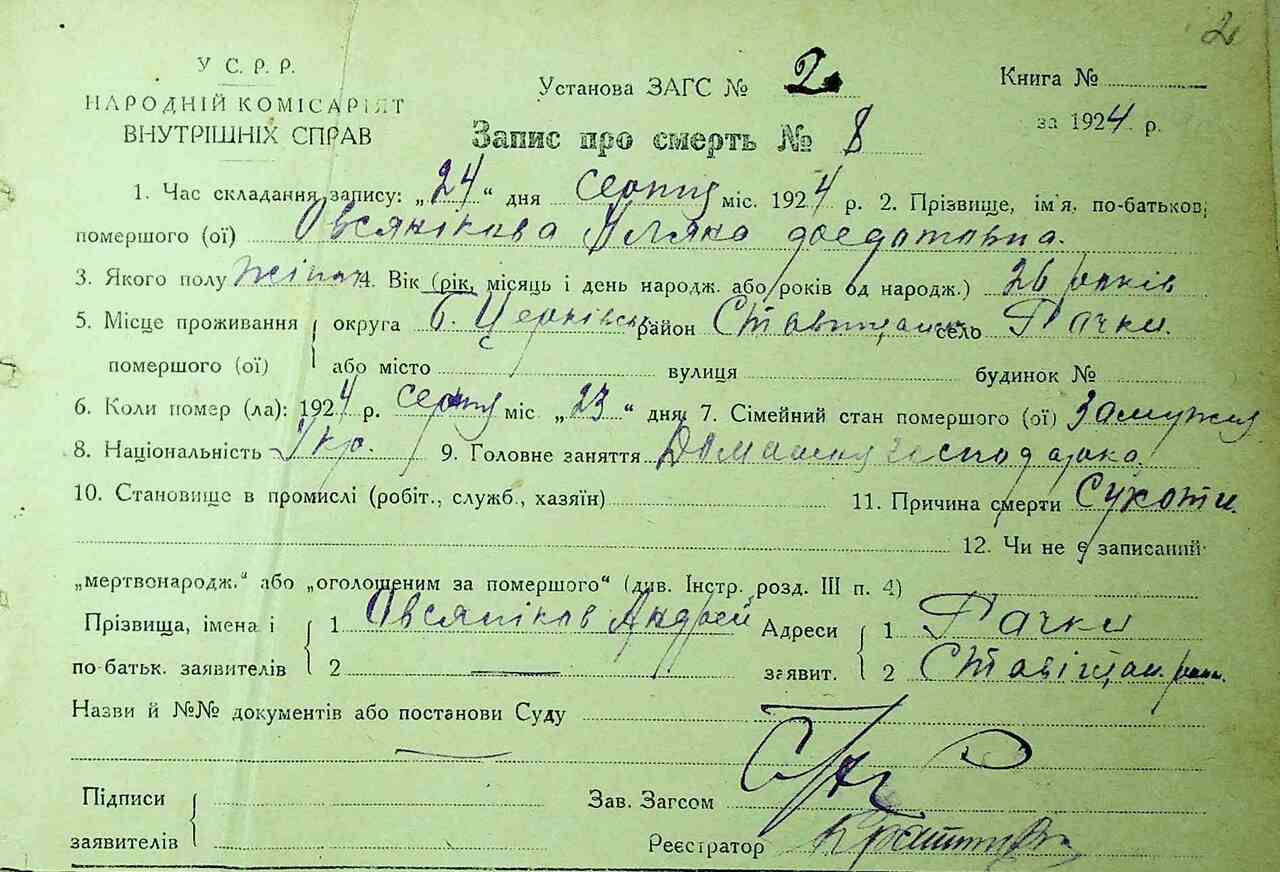 2
У С. Р. Р.
НАРОДНІЙ КОМІСАРІЯТ
ВНУТРІШНІХ СПРАВ
Установа ЗАГС № 2
Книга №
за 1924 р.
Запис про смерть № 8
1. Час складання запису: „24“ дня серпня міс. 1924 р. 2. Прізвище, ім'я, по-батькові
помершого (ої) Овсянікова Уляна
3. Якого полу жіноч 4. Вік (рік, місяць і день народж. або років од народж.) 26 років
5. Місце проживання округа Б. Церківськ район Ставищанськ село Рачки.
помершого (ої) або місто вулиця будинок №
6. Коли помер (ла): 1924 р. серпня міс „23“ дня 7. Сімейний стан помершого (ої) Замужня
8. Національність Укр. 9. Головне заняття Домашня господарка
10. Становище в промислі (робіт., служб., хазяїн) 11. Причина смерти Сухоти.
12. Чи не є записаний
„мертвонародж.“ або „оголошеним за помершого“ (див. Інстр. розд. III п. 4)
Прізвища, імена і 1 Овсяніков Андрей Адреси 1 Рачки
по-батьк. заявителів 2 заявит. 2 Ставіщан. райн.
Назви й №№ документів або постанови Суду
Підписи
Зав. Загсом
заявителів
Реєстратор